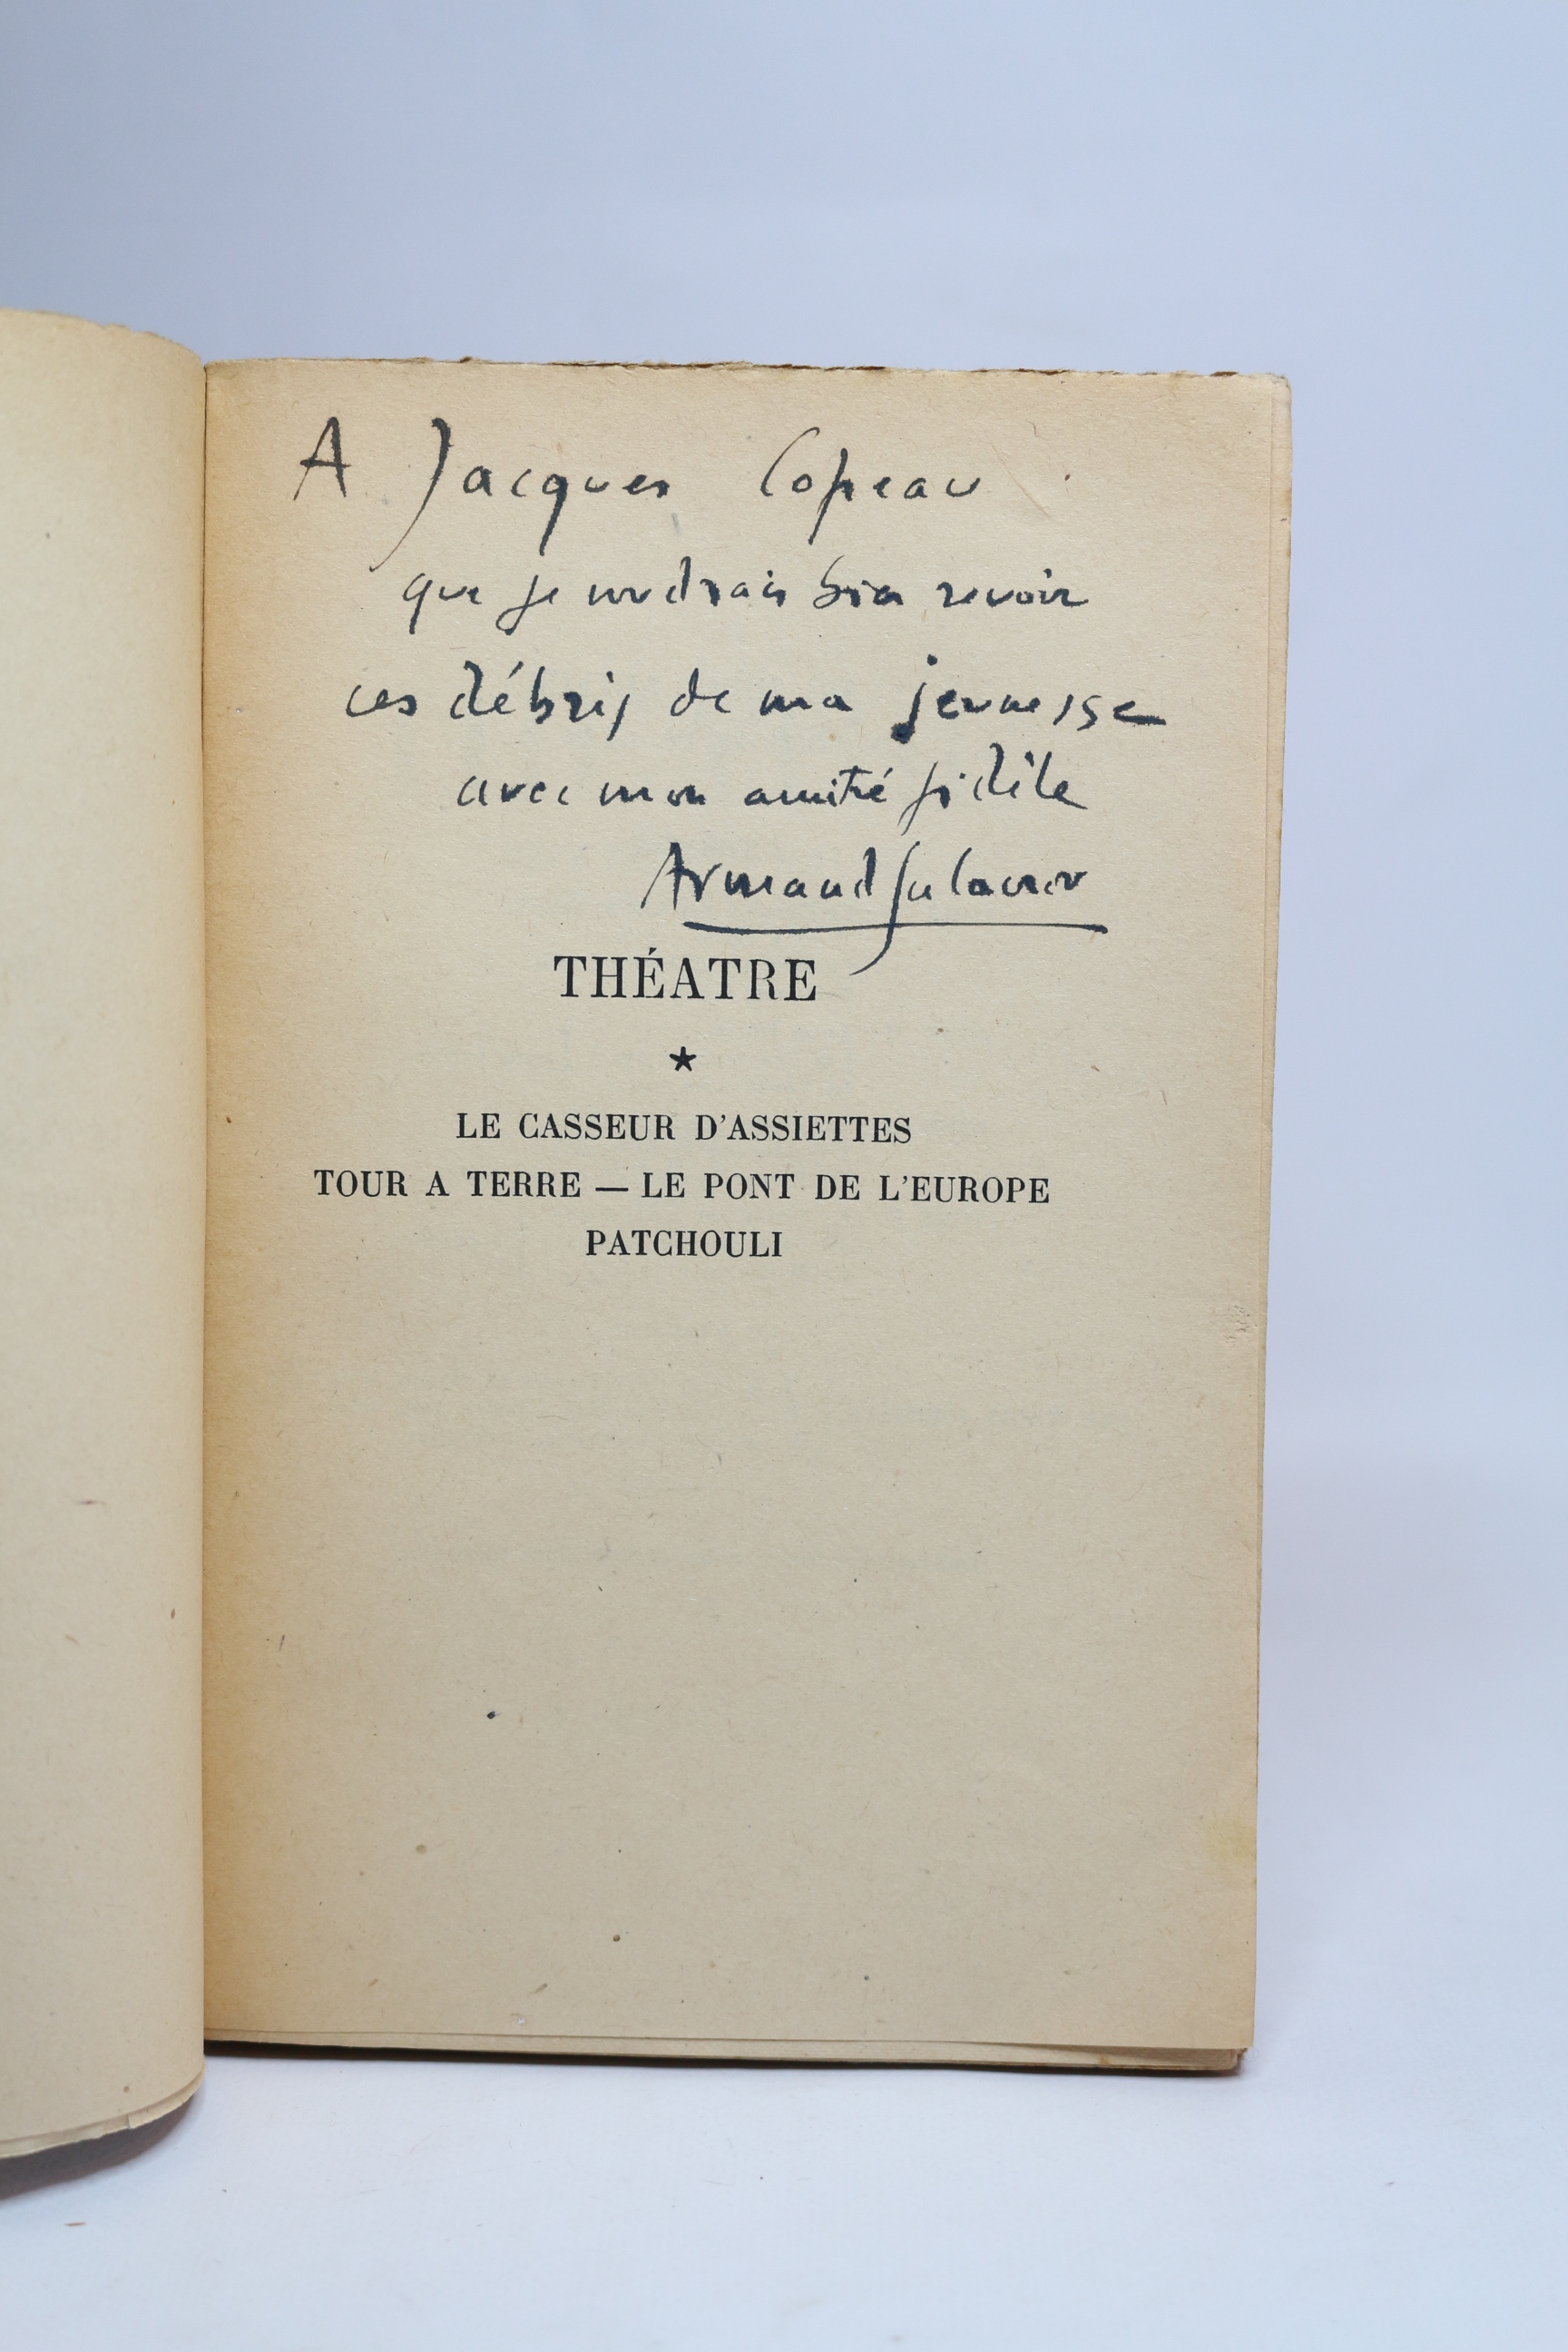 A Jacques Copeau
que je voudrais bien revoir
ces débris de ma jeunesse
avec mon amitié fidèle
Armand Salacrou
THÉATRE
★
LE CASSEUR D'ASSIETTES
TOUR A TERRE — LE PONT DE L'EUROPE
PATCHOULI